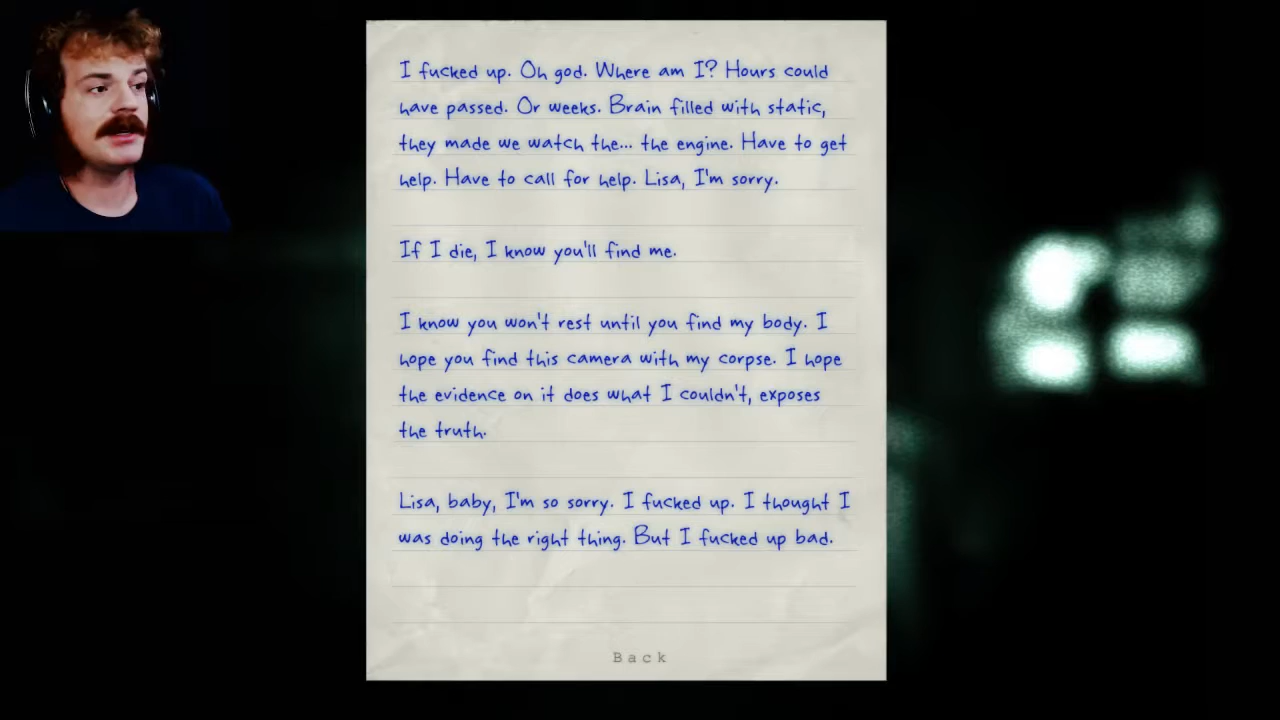 I fucked up. Oh god. Where am I? Hours could
have passed. Or weeks. Brain filled with static,
they made we watch the... the engine. Have to get
help. Have to call for help. Lisa, I'm sorry.
If I die, I know you'll find me.
I know you won't rest until you find my body. I
hope you find this camera with my corpse. I hope
the evidence on it does what I couldn't, exposes
the truth.
Lisa, baby, I'm so sorry. I fucked up. I thought I
was doing the right thing. But I fucked up bad.
Back